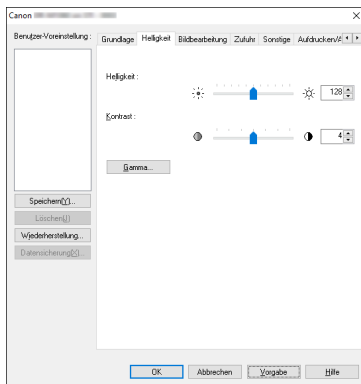 Canon
Benutzer-Voreinstellung :
Grundlage Helligkeit Bildbearbeitung Zufuhr Sonstige Aufdrucken/
Helligkeit :
128
Kontrast :
4
Gamma...
Speichern(Y)...
Löschen(J)
Wiederherstellung...
Datensicherung(X)...
OK Abbrechen Vorgabe Hilfe